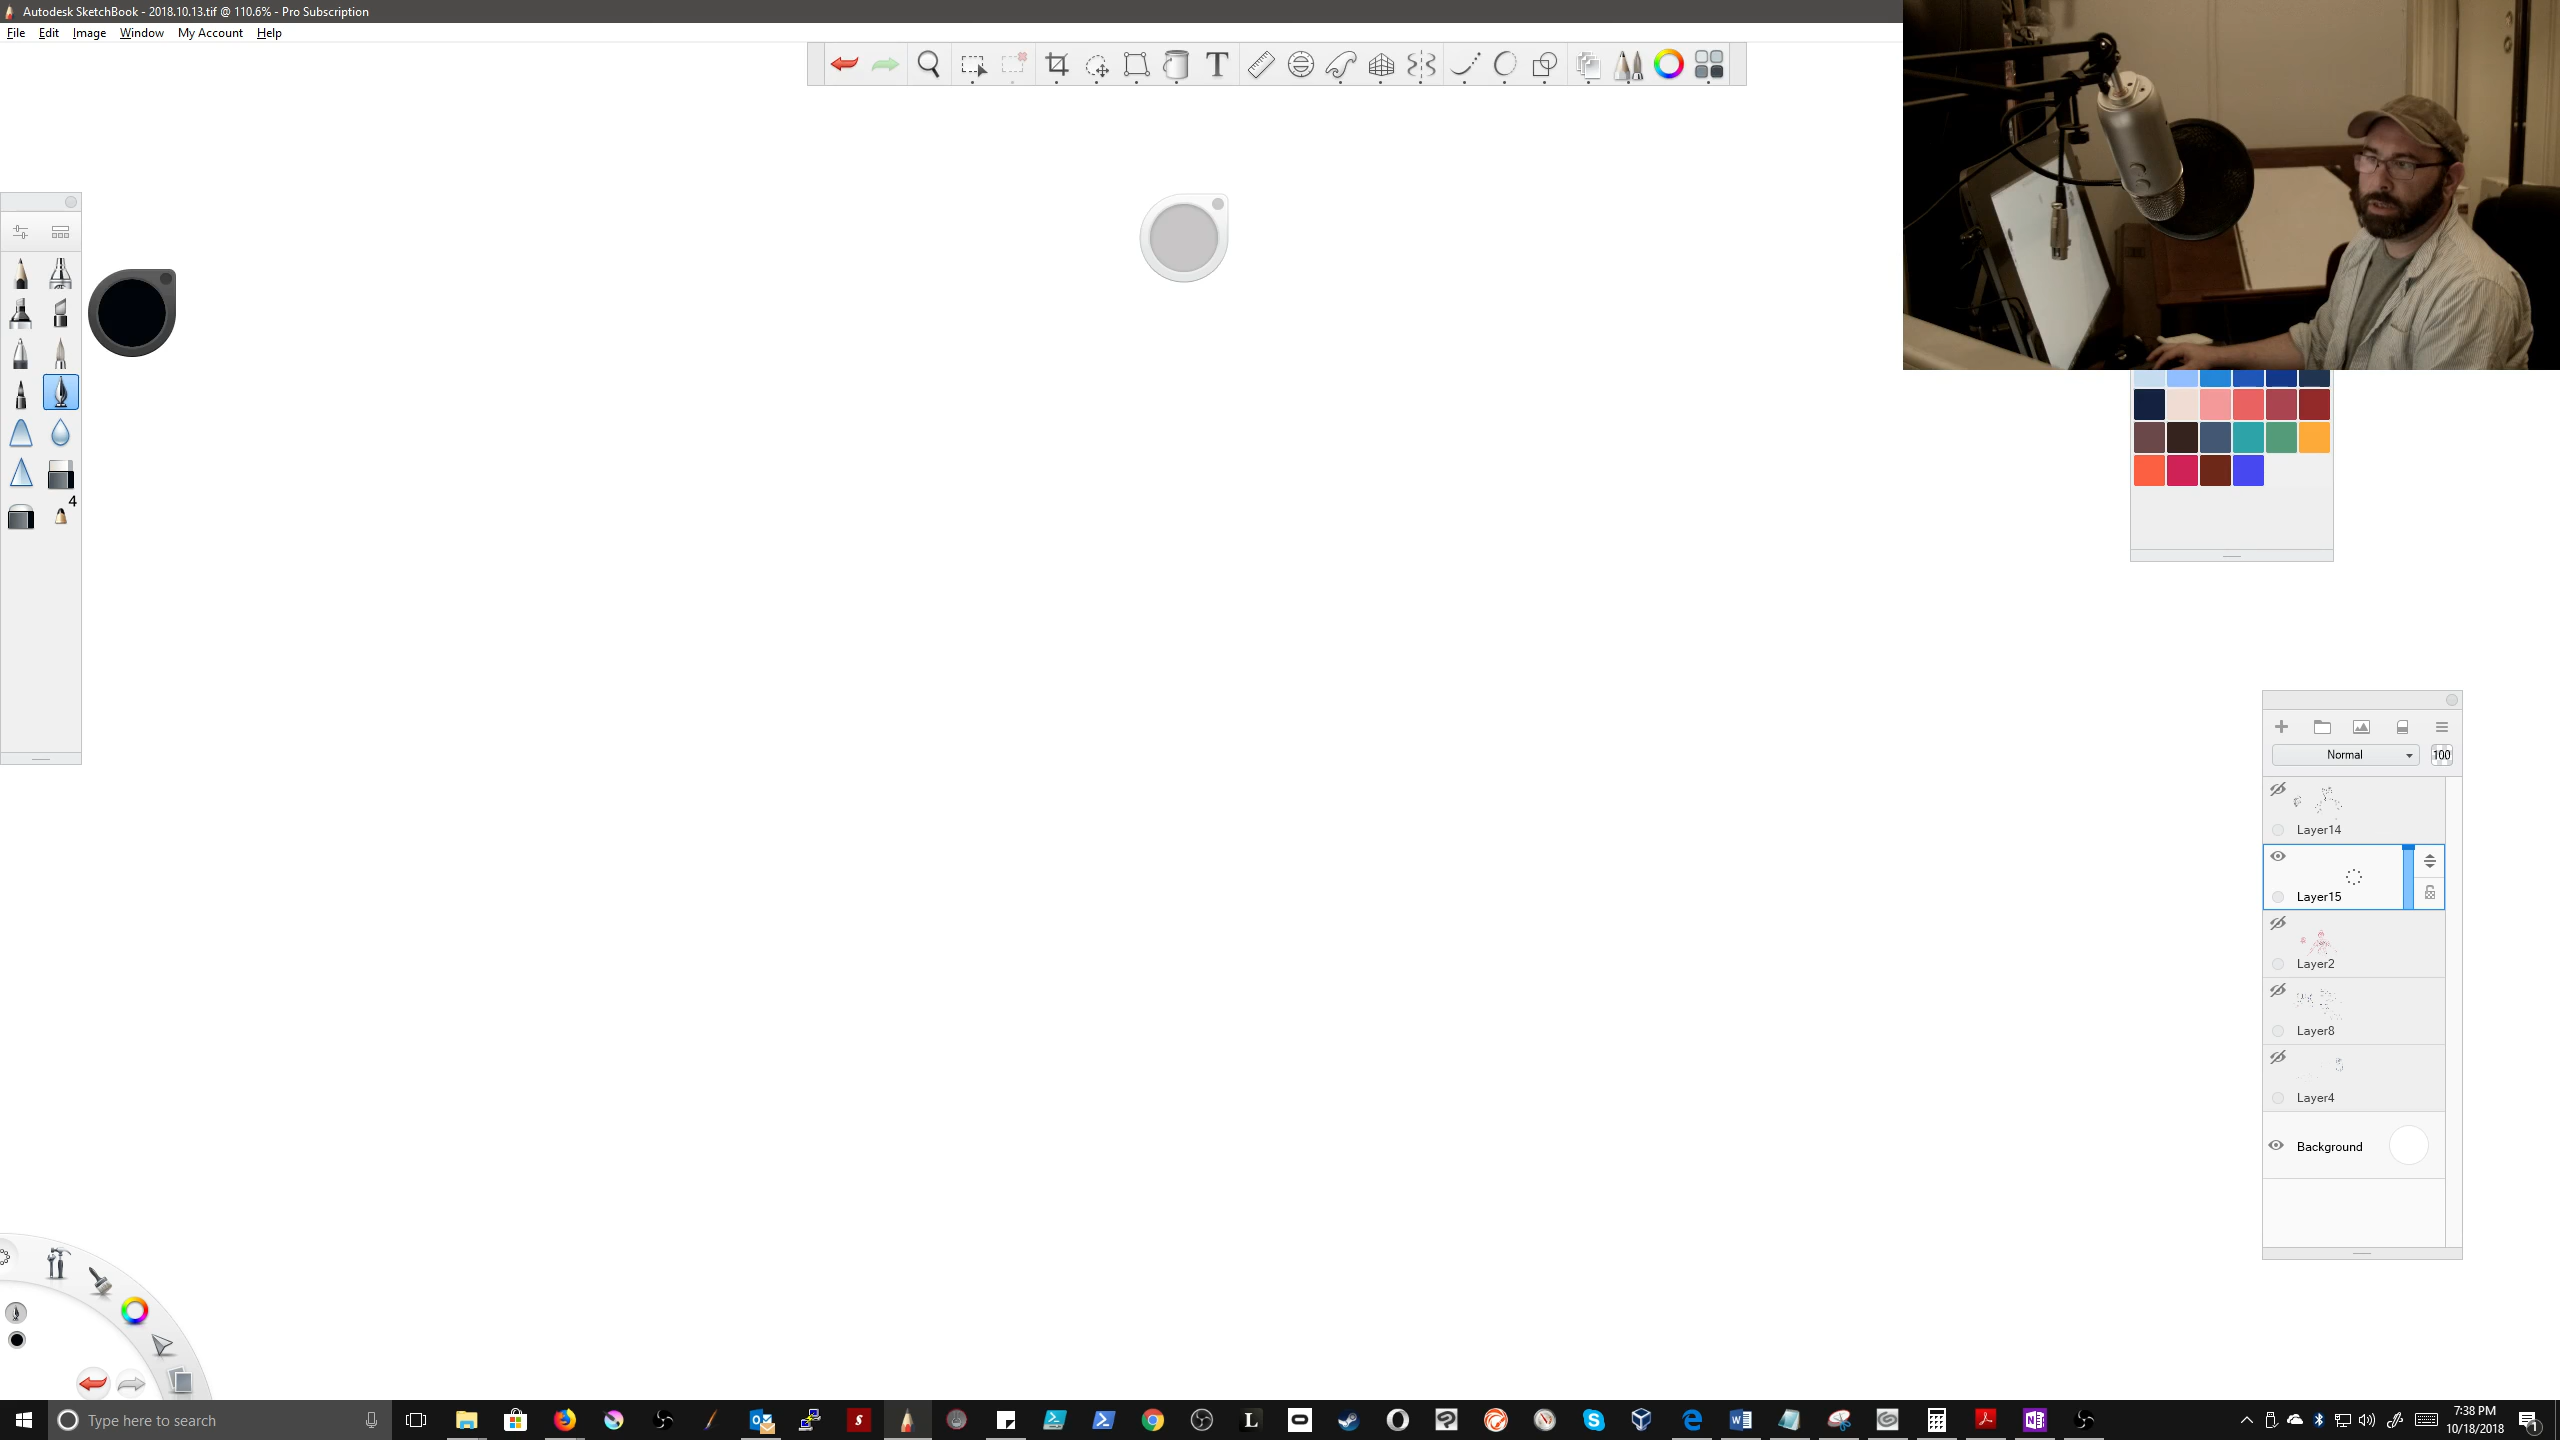 Autodesk SketchBook - 2018.10.13.tif @ 110.6% - Pro Subscription
File Edit Image Window My Account Help
T
4
Normal 100
Layer14
Layer15
Layer2
Layer8
Layer4
Background
Type here to search
7:38 PM
10/18/2018
1